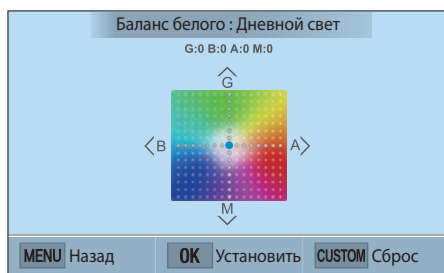 Баланс белого : Дневной свет
G:0 B:0 A:0 M:0
G
B A
M
MENU Назад OK Установить CUSTOM Сброс